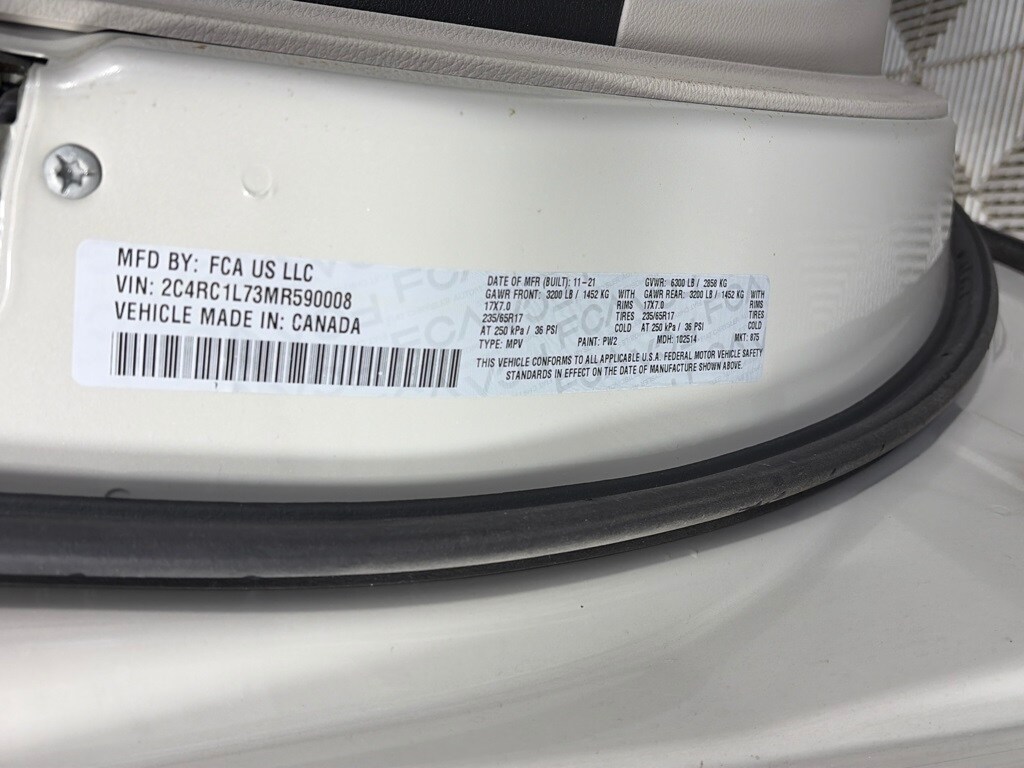 MFD BY: FCA US LLC
VIN: 2C4RC1L73MR590008
VEHICLE MADE IN: CANADA
DATE OF MFR (BUILT): 11-21 GVWR: 6300 LB / 2858 KG
GAWR FRONT: 3200 LB / 1452 KG WITH GAWR REAR: 3200 LB / 1452 KG WITH
17X7.0 RIMS 17X7.0 RIMS
235/65R17 TIRES 235/65R17 TIRES
AT 250 kPa / 36 PSI COLD AT 250 kPa / 36 PSI COLD
TYPE: MPV PAINT: PW2 MDH: 102514 MKT: 875
THIS VEHICLE CONFORMS TO ALL APPLICABLE U.S.A. FEDERAL MOTOR VEHICLE SAFETY
STANDARDS IN EFFECT ON THE DATE OF MANUFACTURE SHOWN ABOVE.